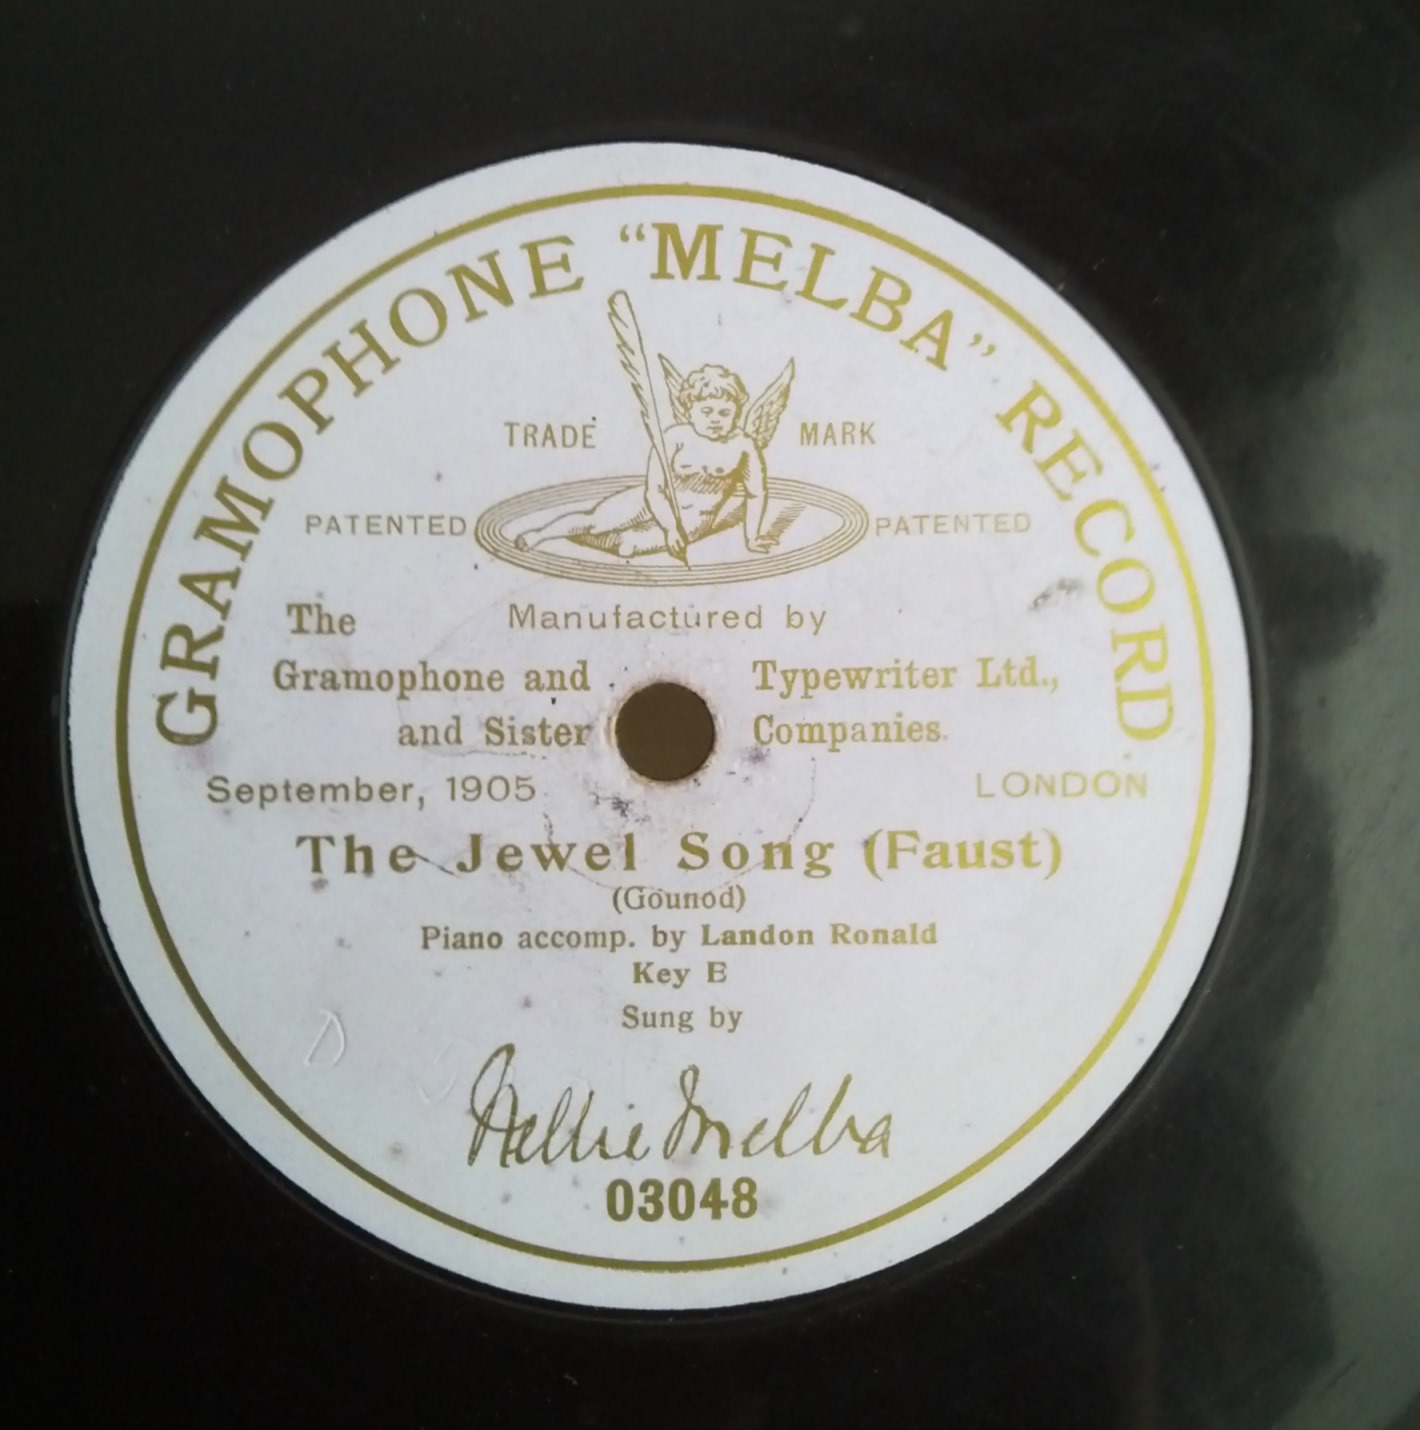 GRAMOPHONE “MELBA” RECORD
TRADE MARK
PATENTED PATENTED
Manufactured by
The
Gramophone and Typewriter Ltd.,
and Sister Companies.
September, 1905 LONDON
The Jewel Song (Faust)
(Gounod)
Piano accomp. by Landon Ronald
Key E
Sung by
Nellie Melba
03048